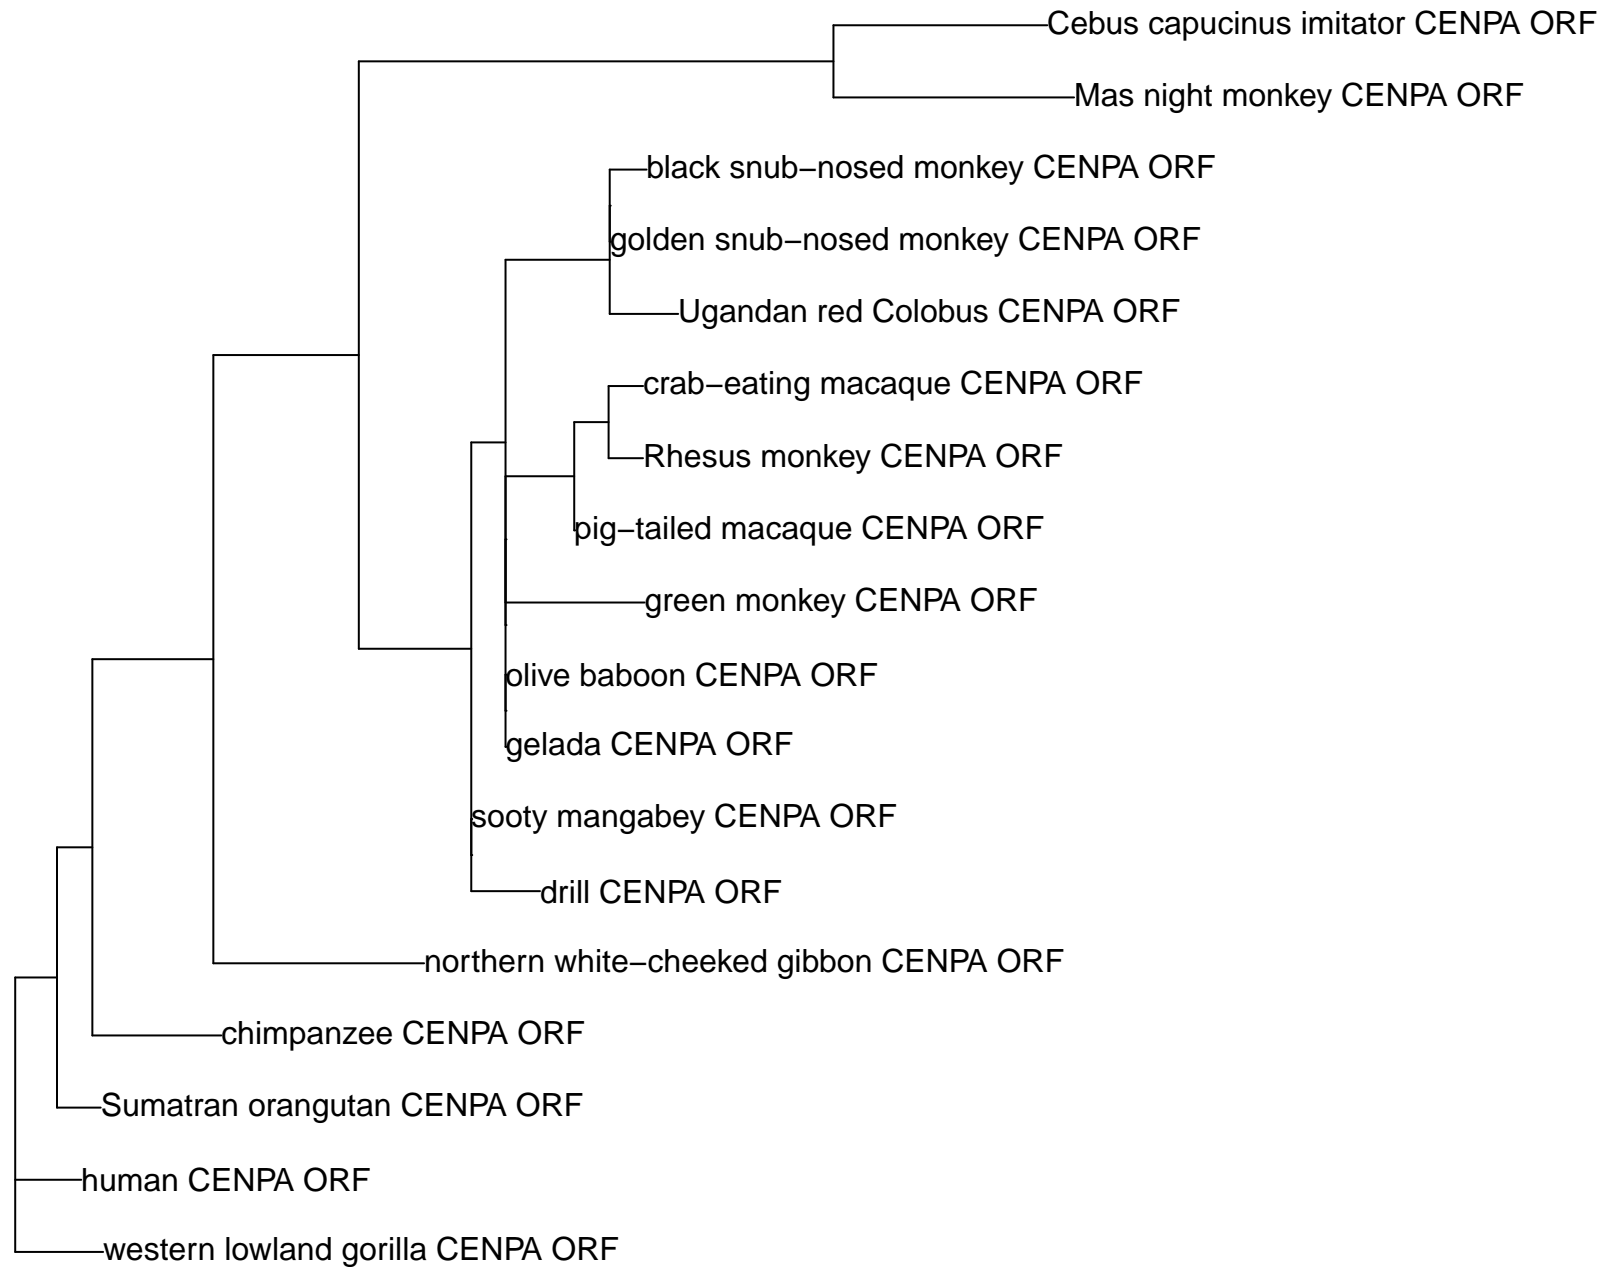 Cebus capucinus imitator CENPA ORF
Mas night monkey CENPA ORF
black snub−nosed monkey CENPA ORF
golden snub−nosed monkey CENPA ORF
Ugandan red Colobus CENPA ORF
crab−eating macaque CENPA ORF
Rhesus monkey CENPA ORF
pig−tailed macaque CENPA ORF
green monkey CENPA ORF
olive baboon CENPA ORF
gelada CENPA ORF
sooty mangabey CENPA ORF
drill CENPA ORF
northern white−cheeked gibbon CENPA ORF
chimpanzee CENPA ORF
Sumatran orangutan CENPA ORF
human CENPA ORF
western lowland gorilla CENPA ORF